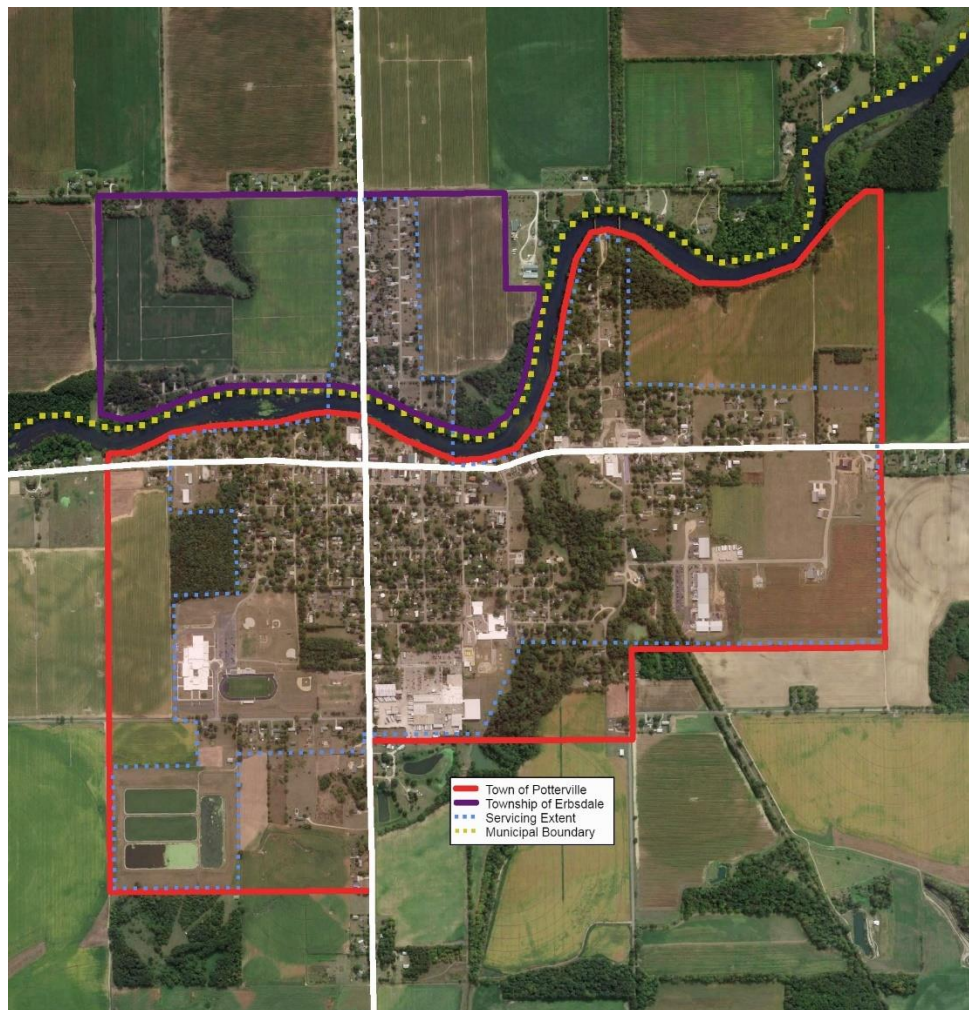 Town of Potterville
Township of Erbsdale
Servicing Extent
Municipal Boundary